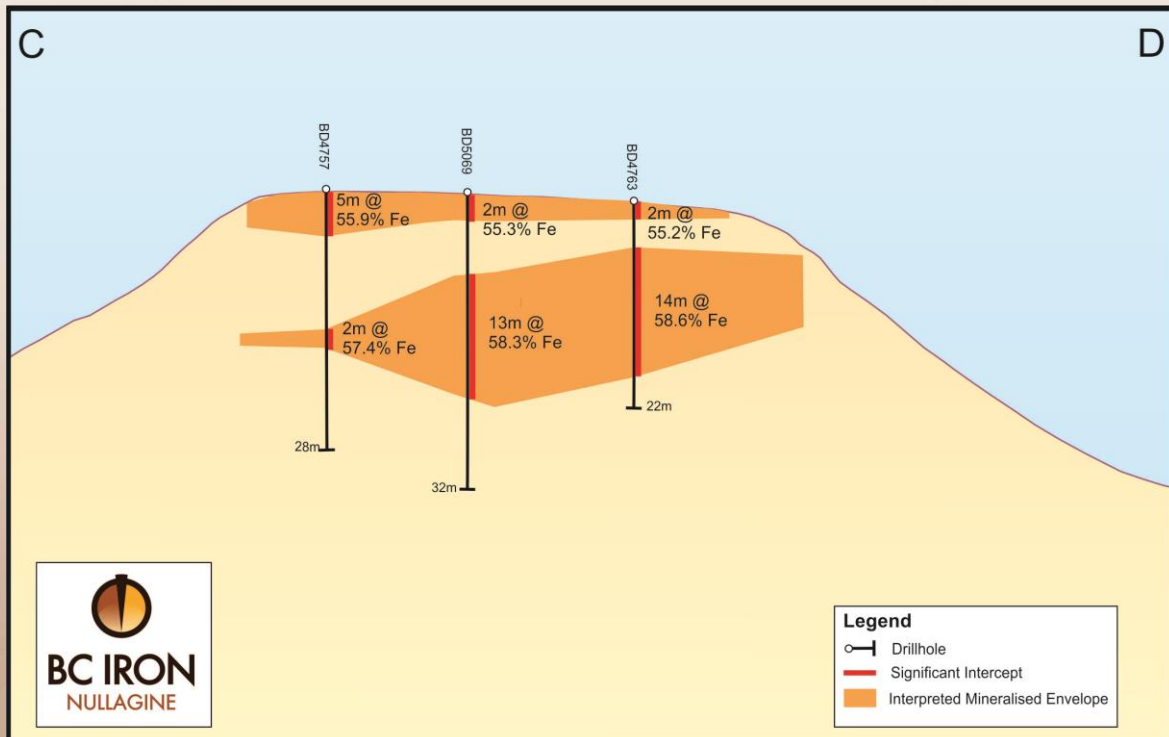 C
D
BD4757
BD5069
BD4763
5m @
55.9% Fe
2m @
55.3% Fe
2m @
55.2% Fe
2m @
57.4% Fe
13m @
58.3% Fe
14m @
58.6% Fe
28m
32m
22m
BC IRON
NULLAGINE
Legend
Drillhole
Significant Intercept
Interpreted Mineralised Envelope